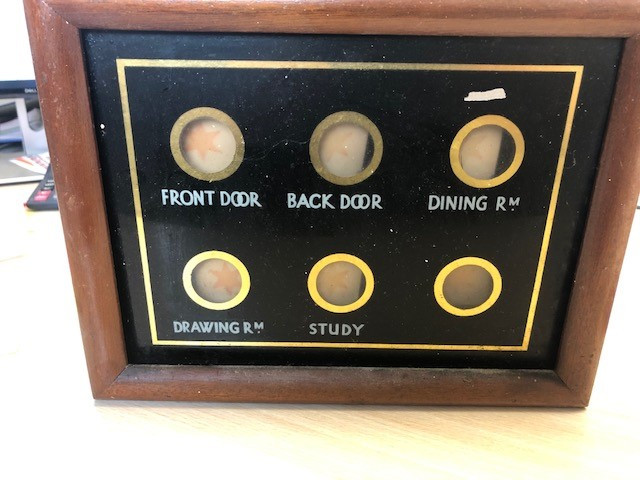 FRONT DOOR BACK DOOR DINING Rᴹ
DRAWING Rᴹ STUDY